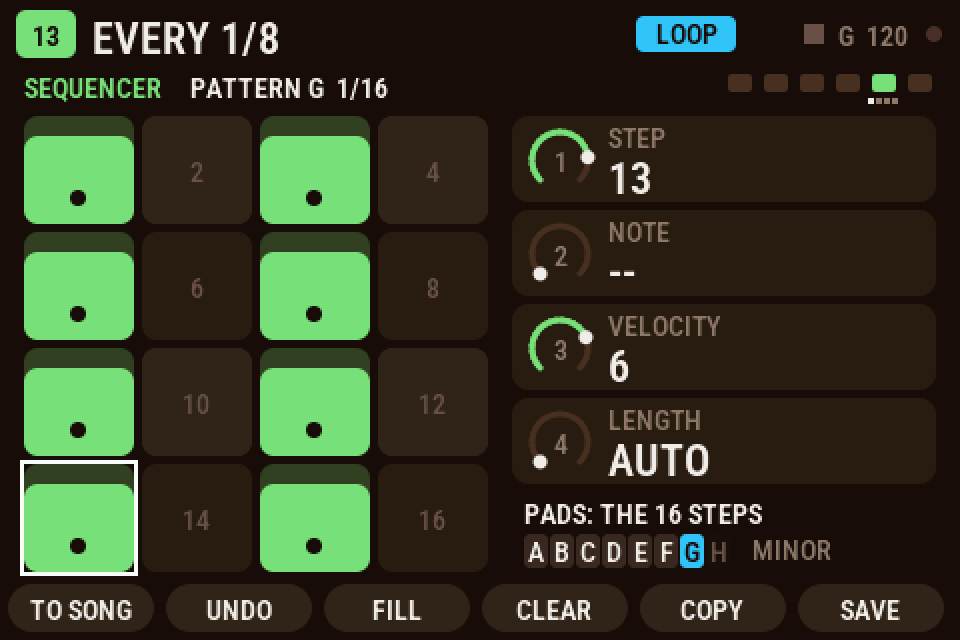 13 EVERY 1/8 LOOP G 120
SEQUENCER PATTERN G 1/16
2 4
6 8
10 12
14 16
1 STEP
13
2 NOTE
--
3 VELOCITY
6
4 LENGTH
AUTO
PADS: THE 16 STEPS
A B C D E F G H MINOR
TO SONG UNDO FILL CLEAR COPY SAVE